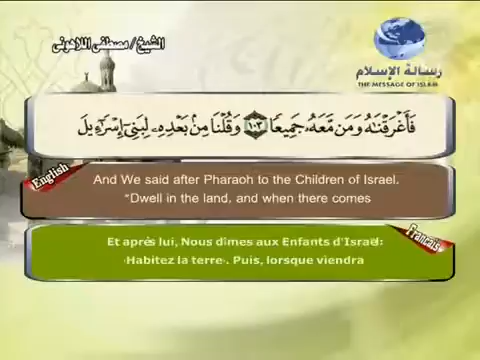 الشيخ / مصطفى اللاهونى
رسالة الإسلام
THE MESSAGE OF ISLAM
فَأَغْرَقْنَـٰهُ وَمَن مَّعَهُۥ جَمِيعًا ﴿١٠٣﴾ وَقُلْنَا مِنۢ بَعْدِهِۦ لِبَنِىٓ إِسْرَٰٓءِيلَ
English
And We said after Pharaoh to the Children of Israel.
"Dwell in the land, and when there comes
Francais
Et après lui, Nous dîmes aux Enfants d'Israël:
‹Habitez la terre›. Puis, lorsque viendra